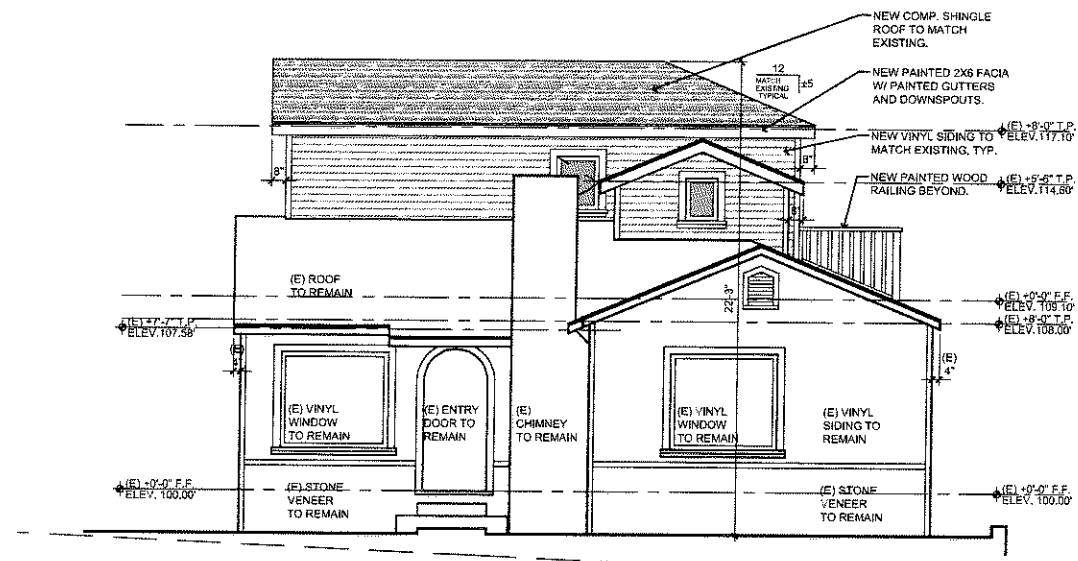 NEW COMP. SHINGLE
ROOF TO MATCH
EXISTING.
12
MATCH
EXISTING
TYPICAL
±5
NEW PAINTED 2X6 FACIA
W/ PAINTED GUTTERS
AND DOWNSPOUTS.
(E) +8'-0" T.P.
ELEV. 117.10'
NEW VINYL SIDING TO
MATCH EXISTING, TYP.
8"
8"
(E) +5'-6" T.P.
ELEV. 114.60'
NEW PAINTED WOOD
RAILING BEYOND.
(E) ROOF
TO REMAIN
22'-3"
(E) +0'-0" F.F.
ELEV. 109.10'
(E) +7'-7" T.P.
ELEV. 107.58'
(E) +8'-0" T.P.
ELEV. 108.00'
(E)
4"
(E)
4"
(E) VINYL
WINDOW
TO REMAIN
(E) ENTRY
DOOR TO
REMAIN
(E)
CHIMNEY
TO REMAIN
(E) VINYL
WINDOW
TO REMAIN
(E) VINYL
SIDING TO
REMAIN
(E) +0'-0" F.F.
ELEV. 100.00'
(E) STONE
VENEER
TO REMAIN
(E) STONE
VENEER
TO REMAIN
(E) +0'-0" F.F.
ELEV. 100.00'